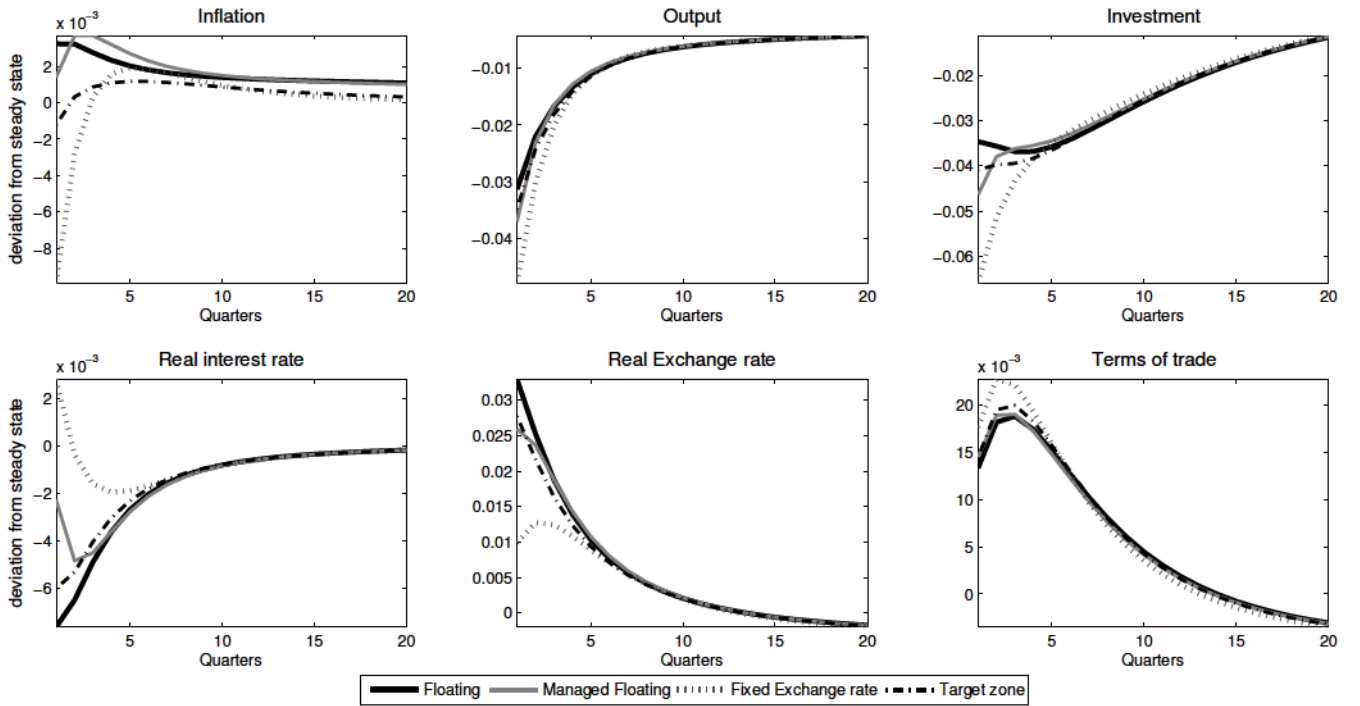 x 10⁻³ Inflation
Output
Investment
deviation from steady state
2
0
−2
−4
−6
−8
5 10 15 20
Quarters
−0.01
−0.02
−0.03
−0.04
5 10 15 20
Quarters
−0.02
−0.03
−0.04
−0.05
−0.06
5 10 15 20
Quarters
x 10⁻³ Real interest rate
Real Exchange rate
x 10⁻³ Terms of trade
deviation from steady state
2
0
−2
−4
−6
5 10 15 20
Quarters
0.03
0.025
0.02
0.015
0.01
0.005
0
5 10 15 20
Quarters
20
15
10
5
0
5 10 15 20
Quarters
Floating Managed Floating Fixed Exchange rate Target zone